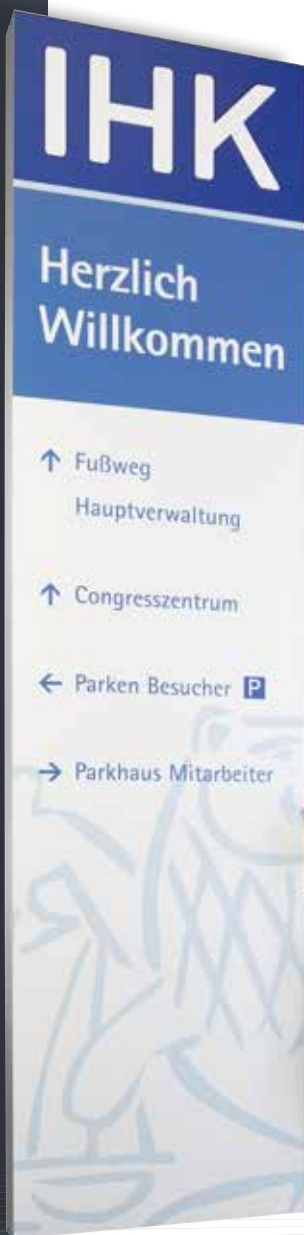 IHK
Herzlich
Willkommen
↑ Fußweg
Hauptverwaltung
↑ Congresszentrum
← Parken Besucher P
→ Parkhaus Mitarbeiter